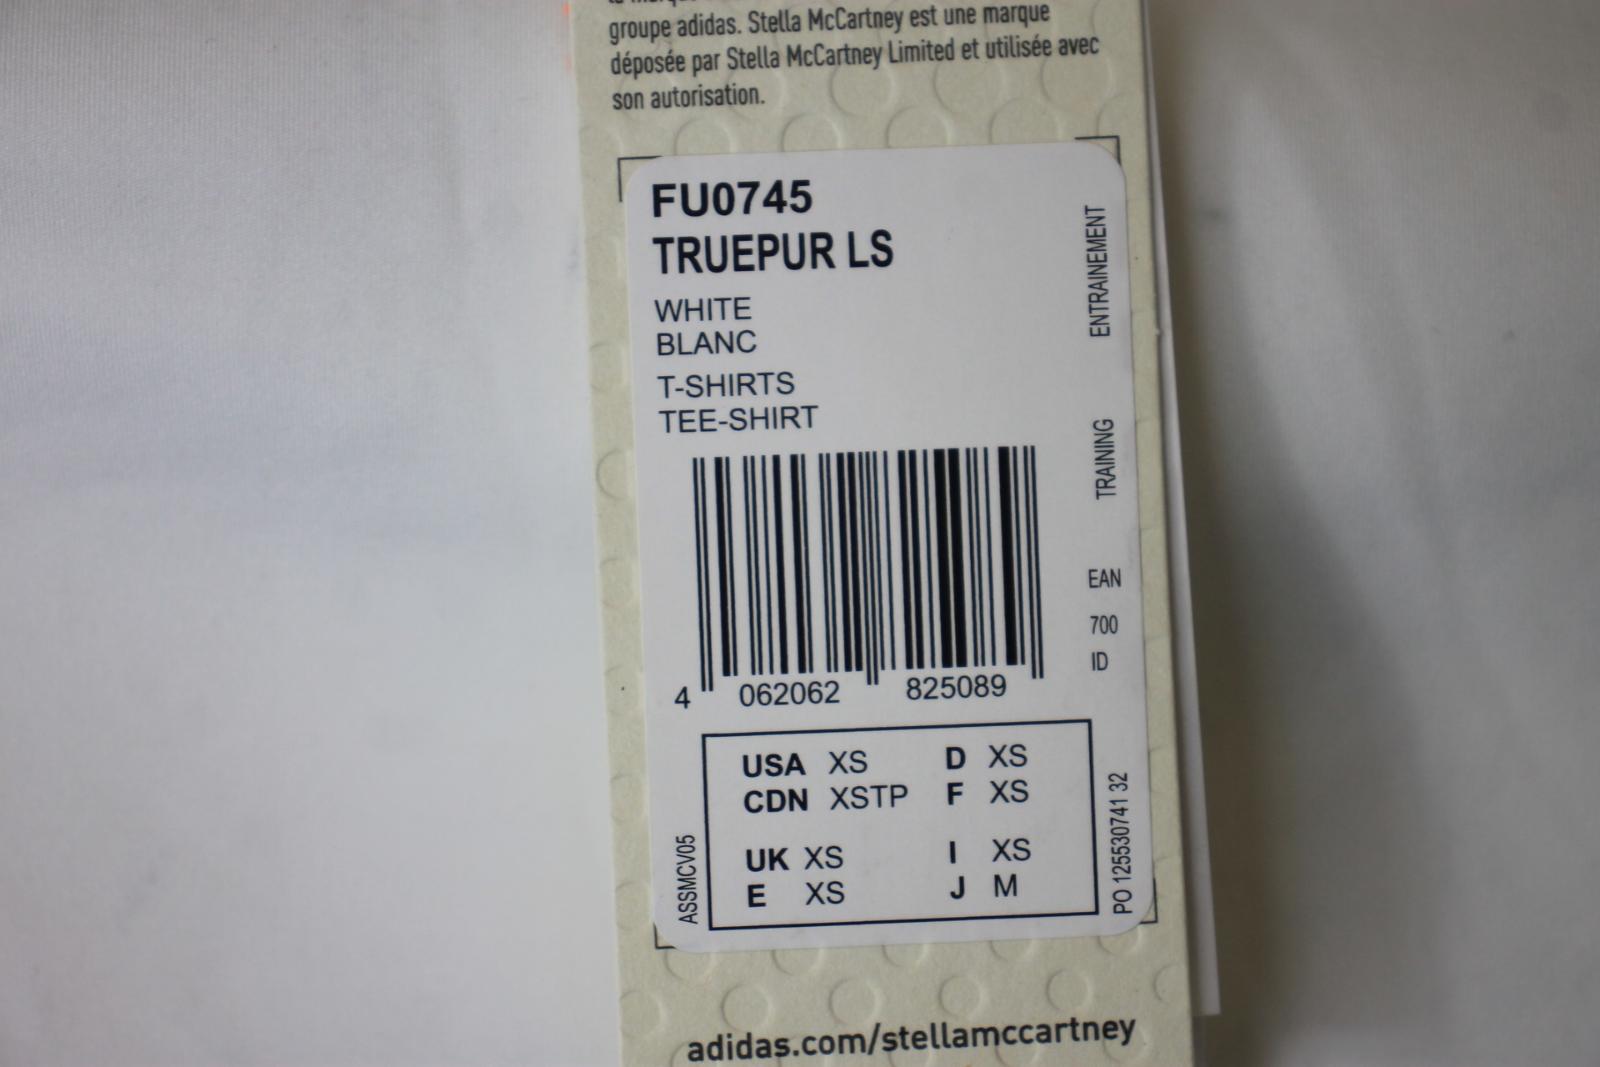 groupe adidas. Stella McCartney est une marque
déposée par Stella McCartney Limited et utilisée avec
son autorisation.
FU0745
TRUEPUR LS
WHITE
BLANC
T-SHIRTS
TEE-SHIRT
ENTRAINEMENT
TRAINING
EAN
700
ID
4 062062 825089
USA XS D XS
CDN XSTP F XS
UK XS I XS
E XS J M
ASSMCV05
PO 125530741 32
adidas.com/stellamccartney